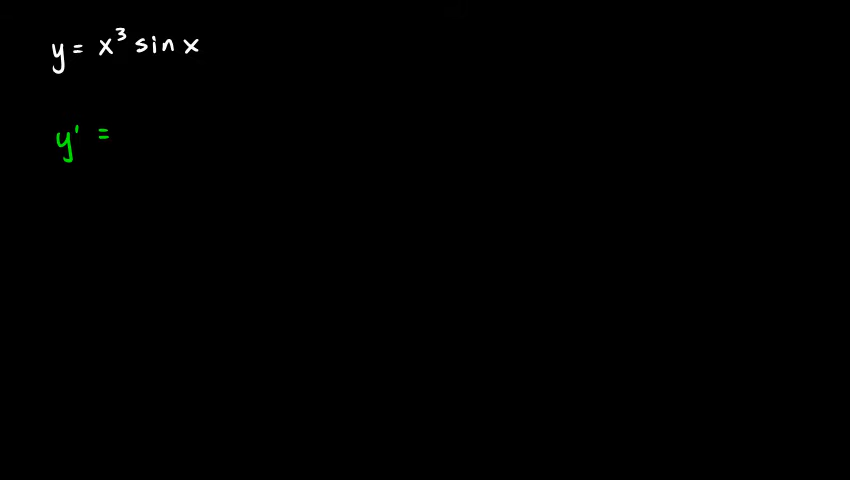 y = x³ sin x
y' =